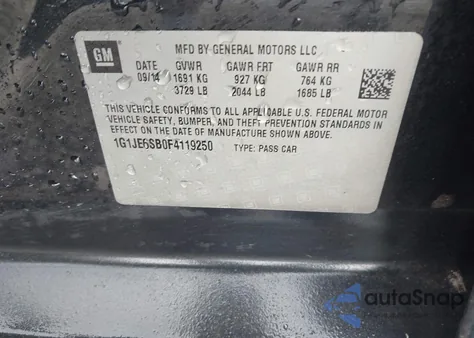 GM
MFD BY GENERAL MOTORS LLC
DATE GVWR GAWR FRT GAWR RR
09/14 1691 KG 927 KG 764 KG
3729 LB 2044 LB 1685 LB
THIS VEHICLE CONFORMS TO ALL APPLICABLE U.S. FEDERAL MOTOR
VEHICLE SAFETY, BUMPER, AND THEFT PREVENTION STANDARDS IN
EFFECT ON THE DATE OF MANUFACTURE SHOWN ABOVE.
1G1JE6SB0F4119250 TYPE: PASS CAR
autoSnap